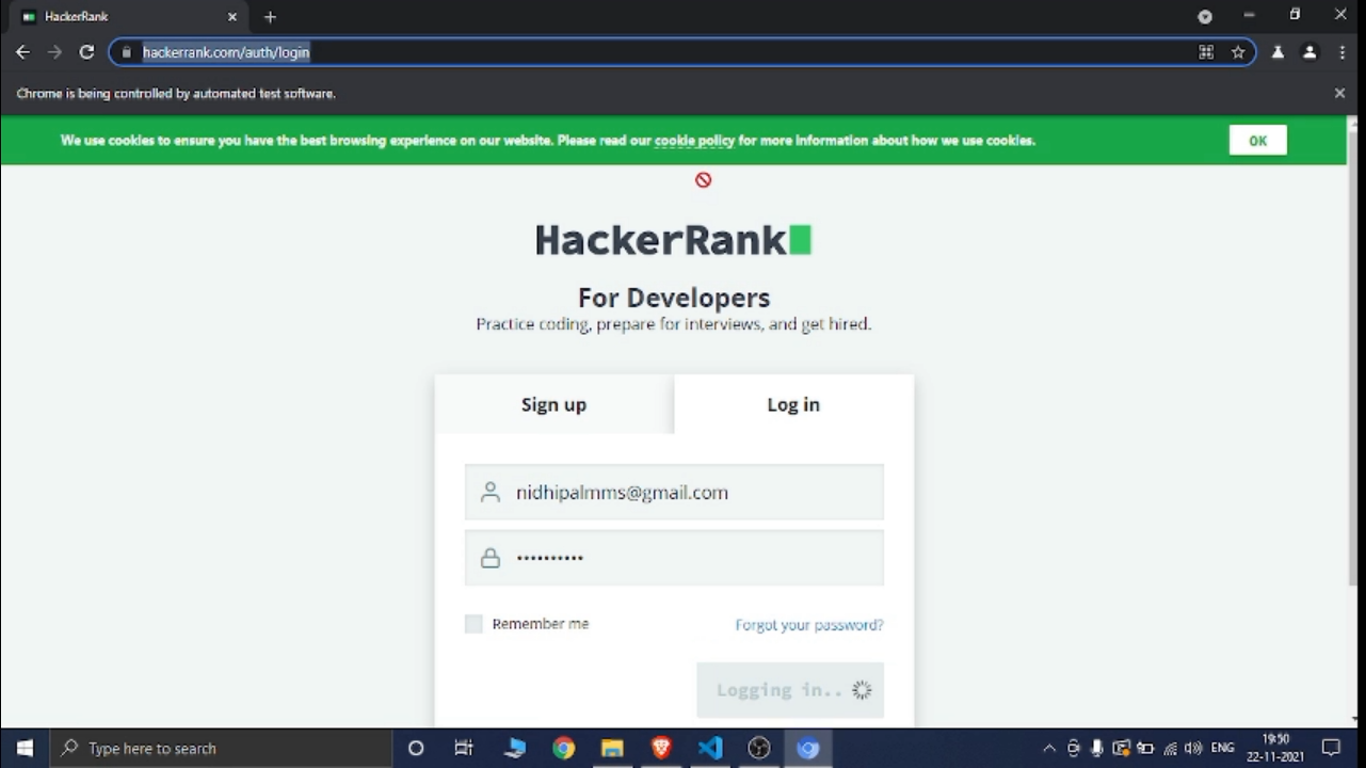 HackerRank
hackerrank.com/auth/login
Chrome is being controlled by automated test software.
We use cookies to ensure you have the best browsing experience on our website. Please read our cookie policy for more information about how we use cookies.
OK
HackerRank
For Developers
Practice coding, prepare for interviews, and get hired.
Sign up
Log in
nidhipalmms@gmail.com
••••••••••
Remember me
Forgot your password?
Logging in..
Type here to search
ENG
19:50
22-11-2021